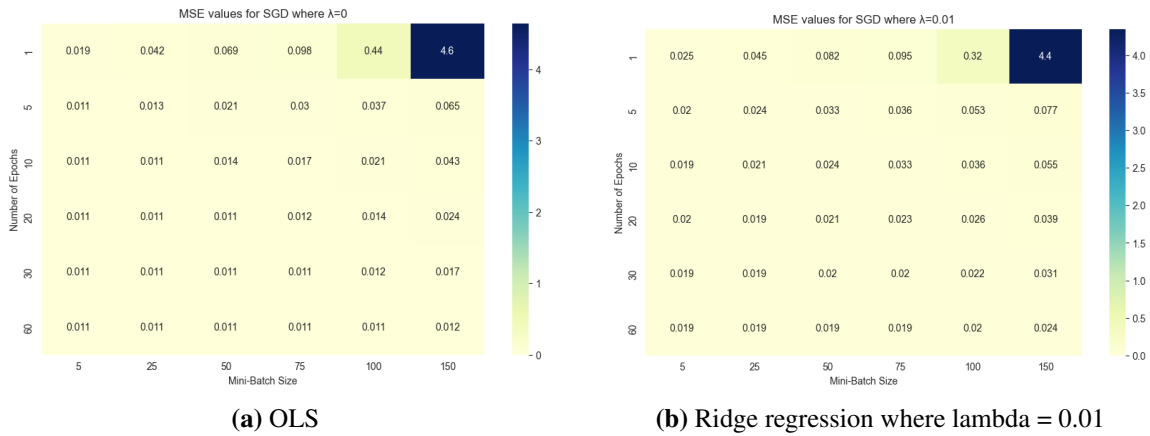 MSE values for SGD where λ=0
Number of Epochs
1 0.019 0.042 0.069 0.098 0.44 4.6
5 0.011 0.013 0.021 0.03 0.037 0.065
10 0.011 0.011 0.014 0.017 0.021 0.043
20 0.011 0.011 0.011 0.012 0.014 0.024
30 0.011 0.011 0.011 0.011 0.012 0.017
60 0.011 0.011 0.011 0.011 0.011 0.012
5 25 50 75 100 150
Mini-Batch Size
4
3
2
1
0
(a) OLS
MSE values for SGD where λ=0.01
Number of Epochs
1 0.025 0.045 0.082 0.095 0.32 4.4
5 0.02 0.024 0.033 0.036 0.053 0.077
10 0.019 0.021 0.024 0.033 0.036 0.055
20 0.02 0.019 0.021 0.023 0.026 0.039
30 0.019 0.019 0.02 0.02 0.022 0.031
60 0.019 0.019 0.019 0.019 0.02 0.024
5 25 50 75 100 150
Mini-Batch Size
4.0
3.5
3.0
2.5
2.0
1.5
1.0
0.5
0.0
(b) Ridge regression where lambda = 0.01